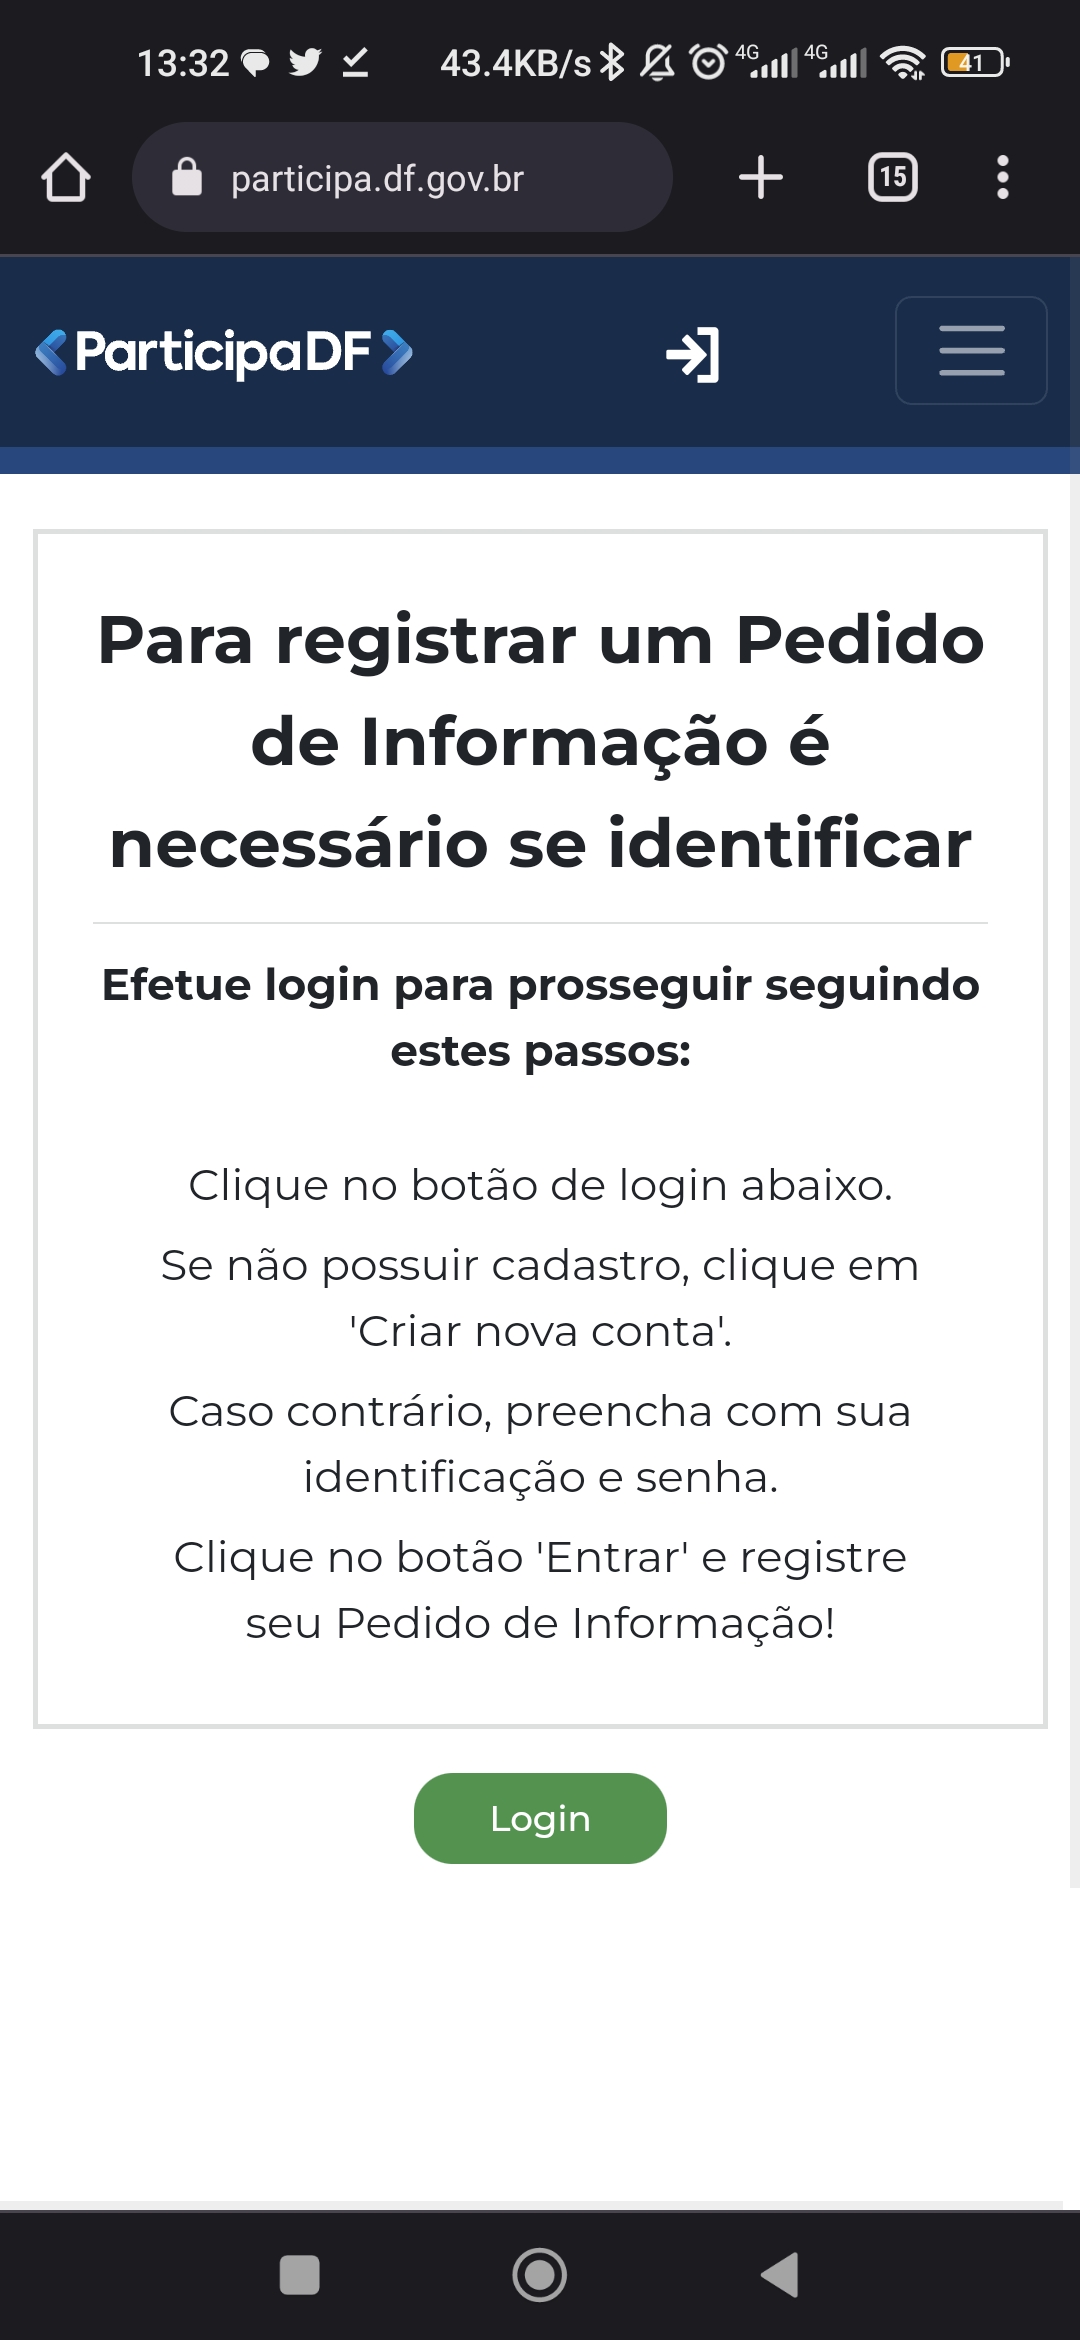 13:32 43.4KB/s 4G 4G 41
participa.df.gov.br 15
ParticipaDF
Para registrar um Pedido
de Informação é
necessário se identificar
Efetue login para prosseguir seguindo
estes passos:
Clique no botão de login abaixo.
Se não possuir cadastro, clique em
'Criar nova conta'.
Caso contrário, preencha com sua
identificação e senha.
Clique no botão 'Entrar' e registre
seu Pedido de Informação!
Login